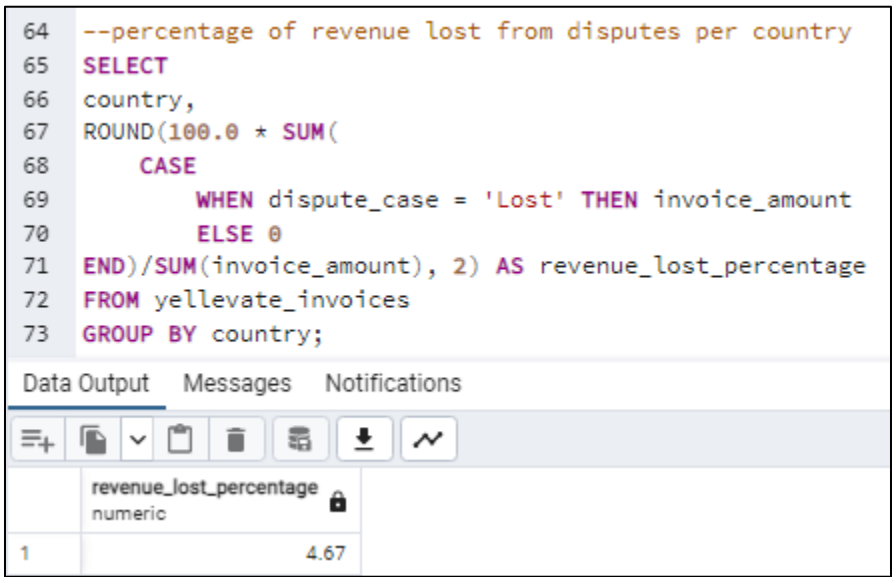 64 --percentage of revenue lost from disputes per country
65 SELECT
66 country,
67 ROUND(100.0 * SUM(
68 CASE
69 WHEN dispute_case = 'Lost' THEN invoice_amount
70 ELSE 0
71 END)/SUM(invoice_amount), 2) AS revenue_lost_percentage
72 FROM yellevate_invoices
73 GROUP BY country;
Data Output Messages Notifications
revenue_lost_percentage
numeric
1 4.67